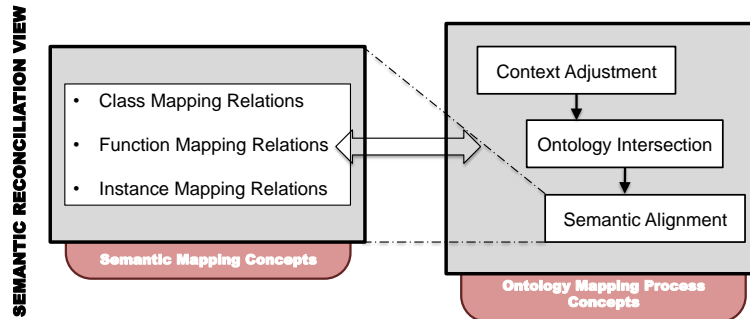 SEMANTIC RECONCILIATION VIEW
• Class Mapping Relations
• Function Mapping Relations
• Instance Mapping Relations
Semantic Mapping Concepts
Context Adjustment
Ontology Intersection
Semantic Alignment
Ontology Mapping Process
Concepts